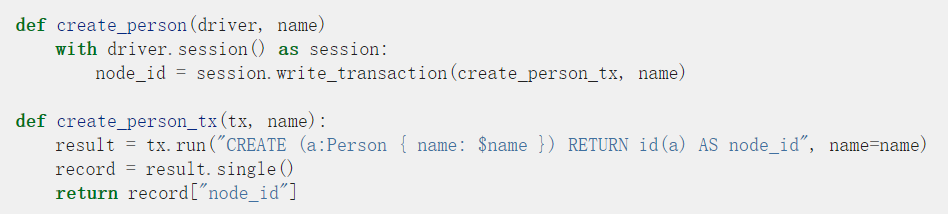 def create_person(driver, name)
    with driver.session() as session:
        node_id = session.write_transaction(create_person_tx, name)

def create_person_tx(tx, name):
    result = tx.run("CREATE (a:Person { name: $name }) RETURN id(a) AS node_id", name=name)
    record = result.single()
    return record["node_id"]